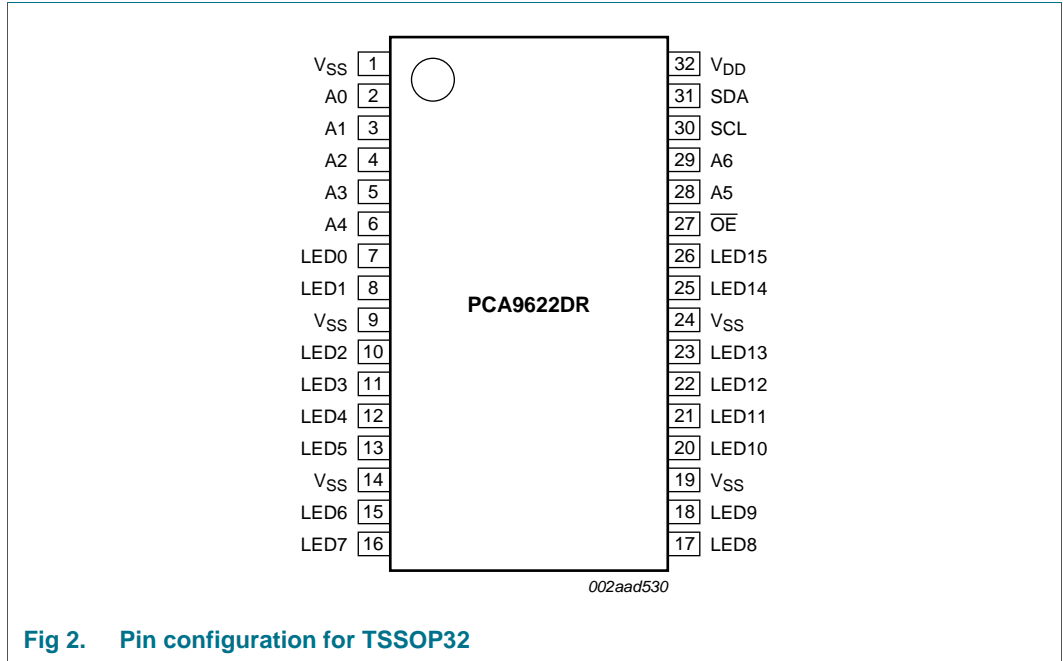 VSS 1 32 VDD
A0 2 31 SDA
A1 3 30 SCL
A2 4 29 A6
A3 5 28 A5
A4 6 27 OE
LED0 7 26 LED15
LED1 8 25 LED14
PCA9622DR
VSS 9 24 VSS
LED2 10 23 LED13
LED3 11 22 LED12
LED4 12 21 LED11
LED5 13 20 LED10
VSS 14 19 VSS
LED6 15 18 LED9
LED7 16 17 LED8
002aad530
Fig 2. Pin configuration for TSSOP32